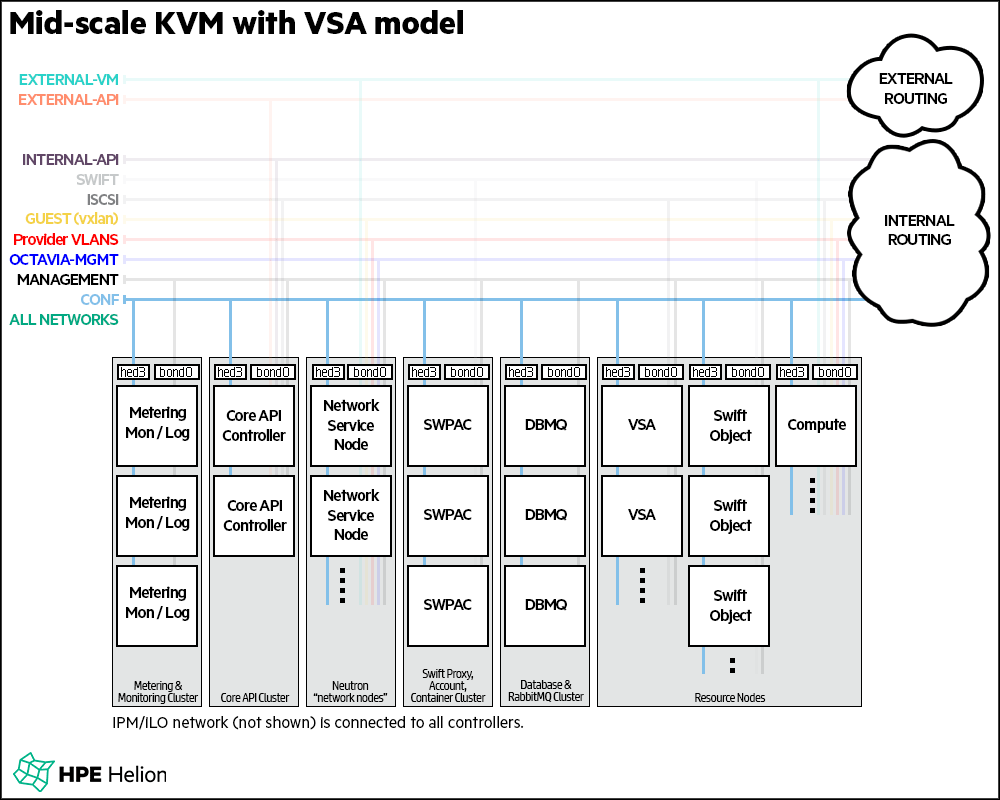 Mid-scale KVM with VSA model
EXTERNAL-VM
EXTERNAL-API
EXTERNAL
ROUTING
INTERNAL-API
SWIFT
ISCSI
GUEST (vxlan)
Provider VLANS
OCTAVIA-MGMT
MANAGEMENT
CONF
ALL NETWORKS
INTERNAL
ROUTING
hed3 bond0 hed3 bond0 hed3 bond0 hed3 bond0 hed3 bond0 hed3 bond0 hed3 bond0 hed3 bond0
Metering
Mon / Log
Core API
Controller
Network
Service
Node
SWPAC
DBMQ
VSA
Swift
Object
Compute
Metering
Mon / Log
Core API
Controller
Network
Service
Node
SWPAC
DBMQ
VSA
Swift
Object
Metering
Mon / Log
SWPAC
DBMQ
Swift
Object
Metering &
Monitoring Cluster
Core API Cluster
Neutron
"network nodes"
Swift Proxy,
Account,
Container Cluster
Database &
RabbitMQ Cluster
Resource Nodes
IPM/ILO network (not shown) is connected to all controllers.
HPE Helion